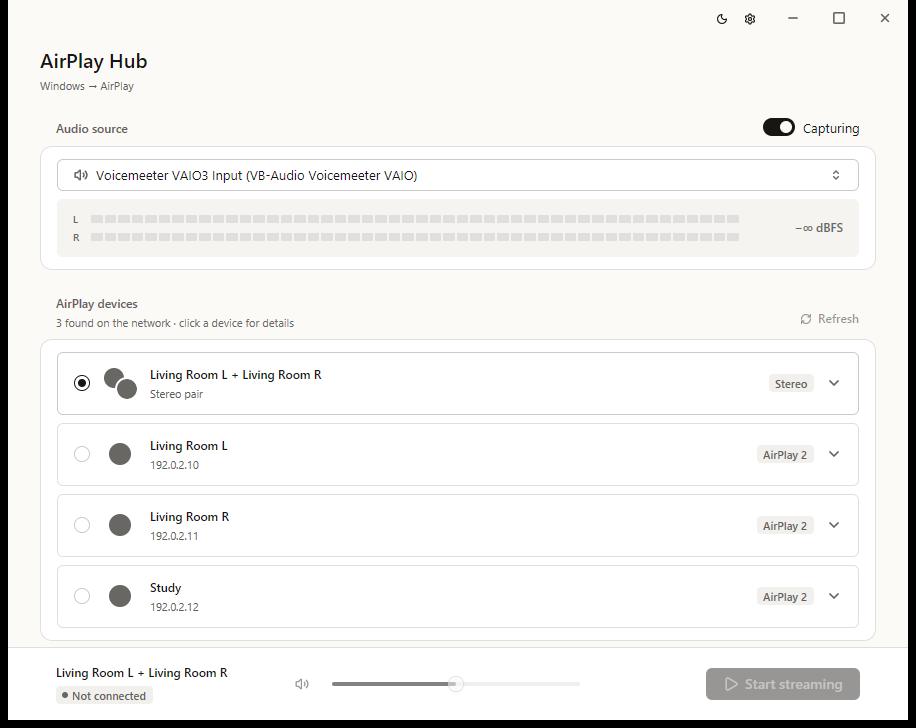 AirPlay Hub
Windows → AirPlay
Audio source
Capturing
Voicemeeter VAIO3 Input (VB-Audio Voicemeeter VAIO)
L
R
−∞ dBFS
AirPlay devices
3 found on the network · click a device for details
Refresh
Living Room L + Living Room R
Stereo pair
Stereo
Living Room L
192.0.2.10
AirPlay 2
Living Room R
192.0.2.11
AirPlay 2
Study
192.0.2.12
AirPlay 2
Living Room L + Living Room R
Not connected
Start streaming